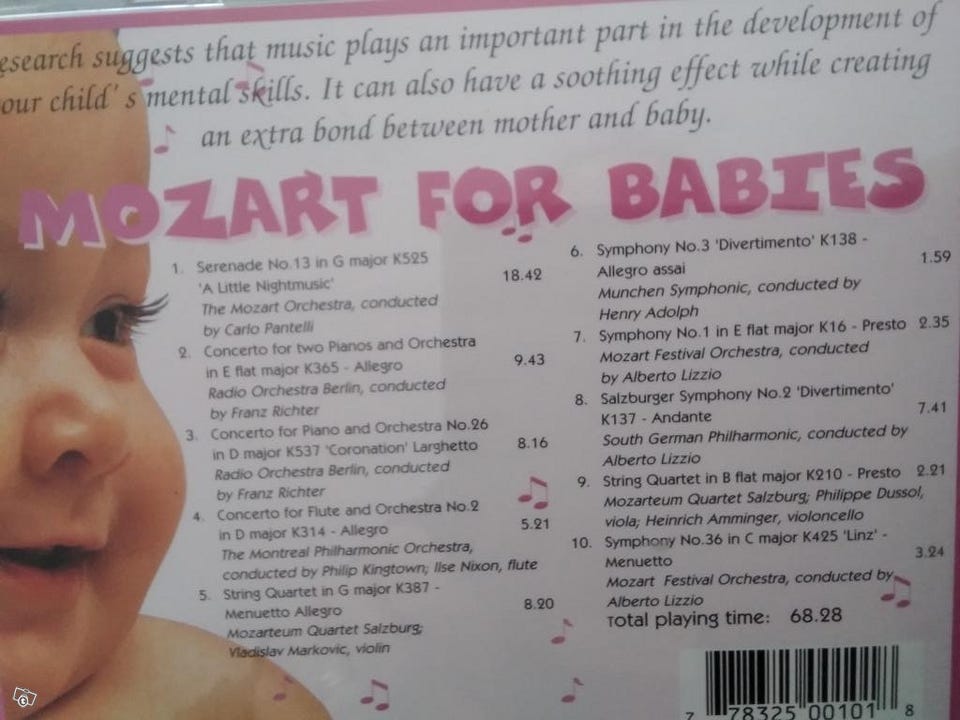 esearch suggests that music plays an important part in the development of
our child's mental skills. It can also have a soothing effect while creating
an extra bond between mother and baby.
MOZART FOR BABIES
1. Serenade No.13 in G major K525
'A Little Nightmusic' 18.42
The Mozart Orchestra, conducted
by Carlo Pantelli
2. Concerto for two Pianos and Orchestra
in E flat major K365 - Allegro 9.43
Radio Orchestra Berlin, conducted
by Franz Richter
3. Concerto for Piano and Orchestra No.26
in D major K537 'Coronation' Larghetto 8.16
Radio Orchestra Berlin, conducted
by Franz Richter
4. Concerto for Flute and Orchestra No.2
in D major K314 - Allegro 5.21
The Montreal Philharmonic Orchestra,
conducted by Philip Kingtown; Ilse Nixon, flute
5. String Quartet in G major K387 -
Menuetto Allegro 8.20
Mozarteum Quartet Salzburg;
Vladislav Markovic, violin
6. Symphony No.3 'Divertimento' K138 -
Allegro assai 1.59
Munchen Symphonic, conducted by
Henry Adolph
7. Symphony No.1 in E flat major K16 - Presto 2.35
Mozart Festival Orchestra, conducted
by Alberto Lizzio
8. Salzburger Symphony No.2 'Divertimento'
K137 - Andante 7.41
South German Philharmonic, conducted by
Alberto Lizzio
9. String Quartet in B flat major K210 - Presto 2.21
Mozarteum Quartet Salzburg; Philippe Dussol,
viola; Heinrich Amminger, violoncello
10. Symphony No.36 in C major K425 'Linz' -
Menuetto 3.24
Mozart Festival Orchestra, conducted by
Alberto Lizzio
Total playing time: 68.28
7 78325 00101 8